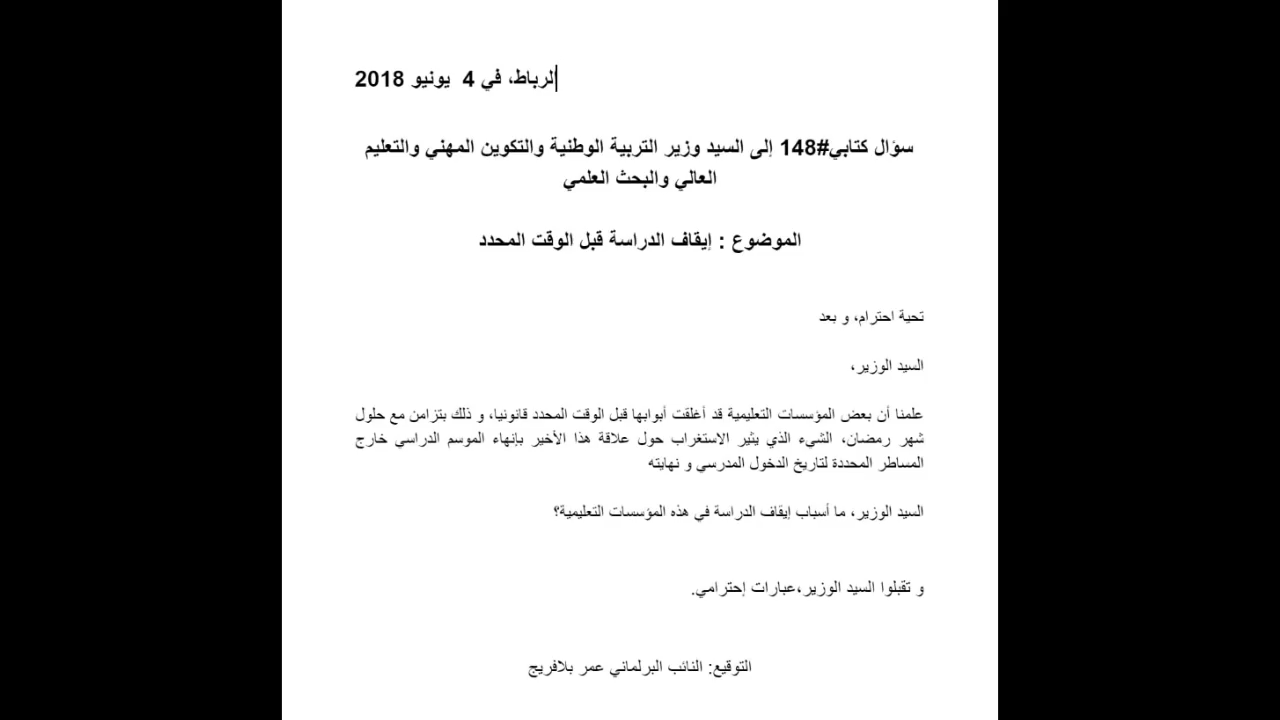 الرباط، في 4 يونيو 2018
سؤال كتابي#148 إلى السيد وزير التربية الوطنية والتكوين المهني والتعليم
العالي والبحث العلمي
الموضوع : إيقاف الدراسة قبل الوقت المحدد
تحية احترام، و بعد
السيد الوزير،
علمنا أن بعض المؤسسات التعليمية قد أغلقت أبوابها قبل الوقت المحدد قانونيا، و ذلك بتزامن مع حلول
شهر رمضان، الشيء الذي يثير الاستغراب حول علاقة هذا الأخير بإنهاء الموسم الدراسي خارج
المساطر المحددة لتاريخ الدخول المدرسي و نهايته
السيد الوزير، ما أسباب إيقاف الدراسة في هذه المؤسسات التعليمية؟
و تقبلوا السيد الوزير،عبارات إحترامي.
التوقيع: النائب البرلماني عمر بلافريج